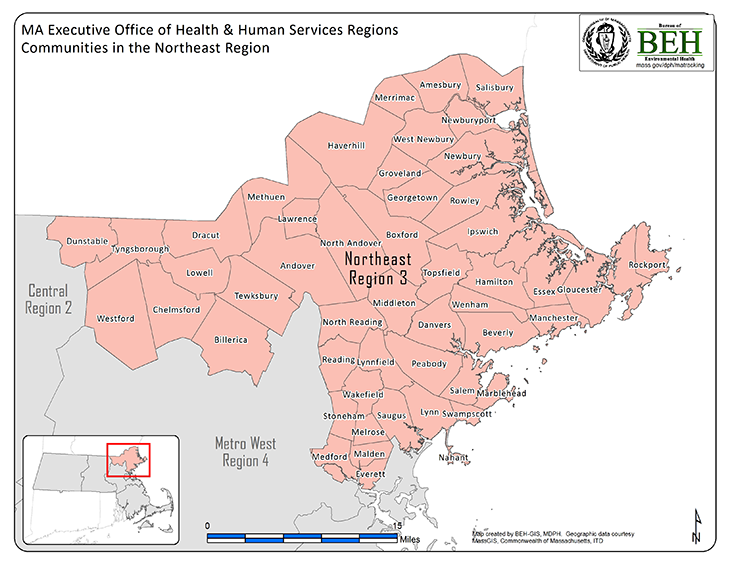 MA Executive Office of Health & Human Services Regions
Communities in the Northeast Region
Bureau of
BEH
Environmental Health
mass.gov/dph/matracking
Amesbury
Salisbury
Merrimac
Newburyport
West Newbury
Haverhill
Newbury
Groveland
Methuen
Georgetown
Rowley
Lawrence
Dunstable
Tyngsborough
Dracut
North Andover
Boxford
Ipswich
Northeast
Region 3
Andover
Lowell
Topsfield
Rockport
Hamilton
Essex
Gloucester
Central
Region 2
Tewksbury
Middleton
Wenham
Westford
Chelmsford
Manchester
North Reading
Danvers
Beverly
Billerica
Reading
Lynnfield
Peabody
Salem
Marblehead
Wakefield
Stoneham
Saugus
Lynn
Swampscott
Melrose
Metro West
Region 4
Medford
Malden
Nahant
Everett
0
15
Miles
Map created by BEH-GIS, MDPH. Geographic data courtesy
MassGIS, Commonwealth of Massachusetts, ITD
N